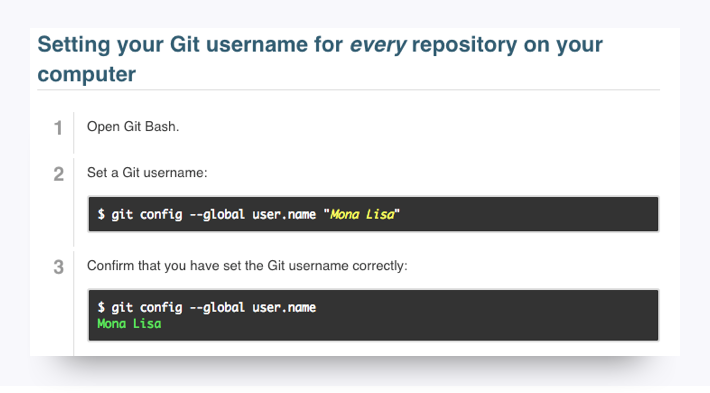 Setting your Git username for every repository on your
computer
1 Open Git Bash.
2 Set a Git username:
$ git config --global user.name "Mona Lisa"
3 Confirm that you have set the Git username correctly:
$ git config --global user.name
Mona Lisa